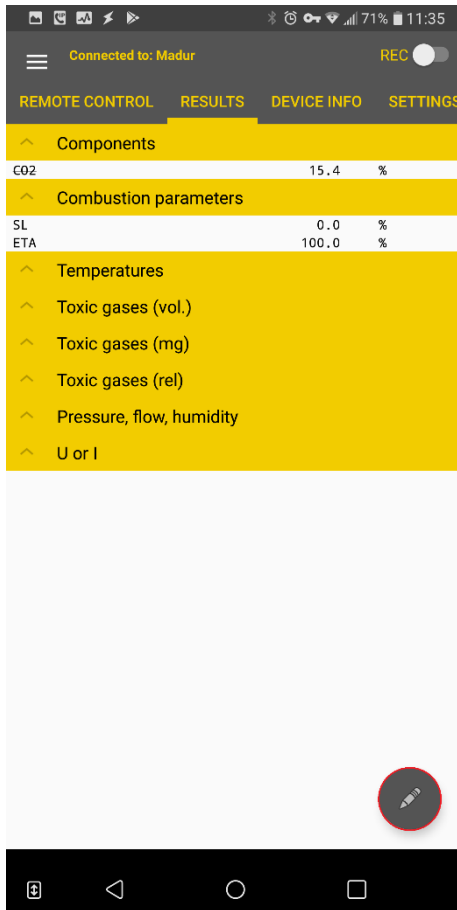 71% 11:35
Connected to: Madur REC
REMOTE CONTROL RESULTS DEVICE INFO SETTINGS
Components
CO2 15.4 %
Combustion parameters
SL 0.0 %
ETA 100.0 %
Temperatures
Toxic gases (vol.)
Toxic gases (mg)
Toxic gases (rel)
Pressure, flow, humidity
U or I